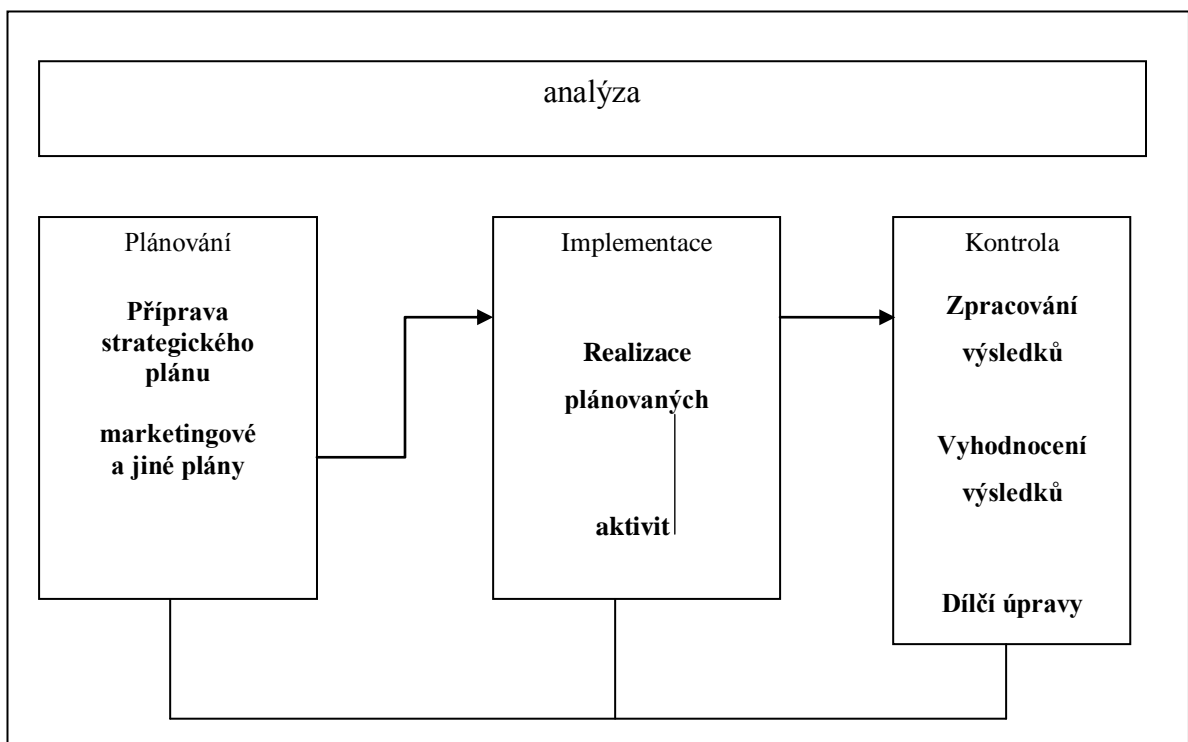 analýza
Plánování
Příprava
strategického
plánu
marketingové
a jiné plány
Implementace
Realizace
plánovaných
aktivit
Kontrola
Zpracování
výsledků
Vyhodnocení
výsledků
Dílčí úpravy